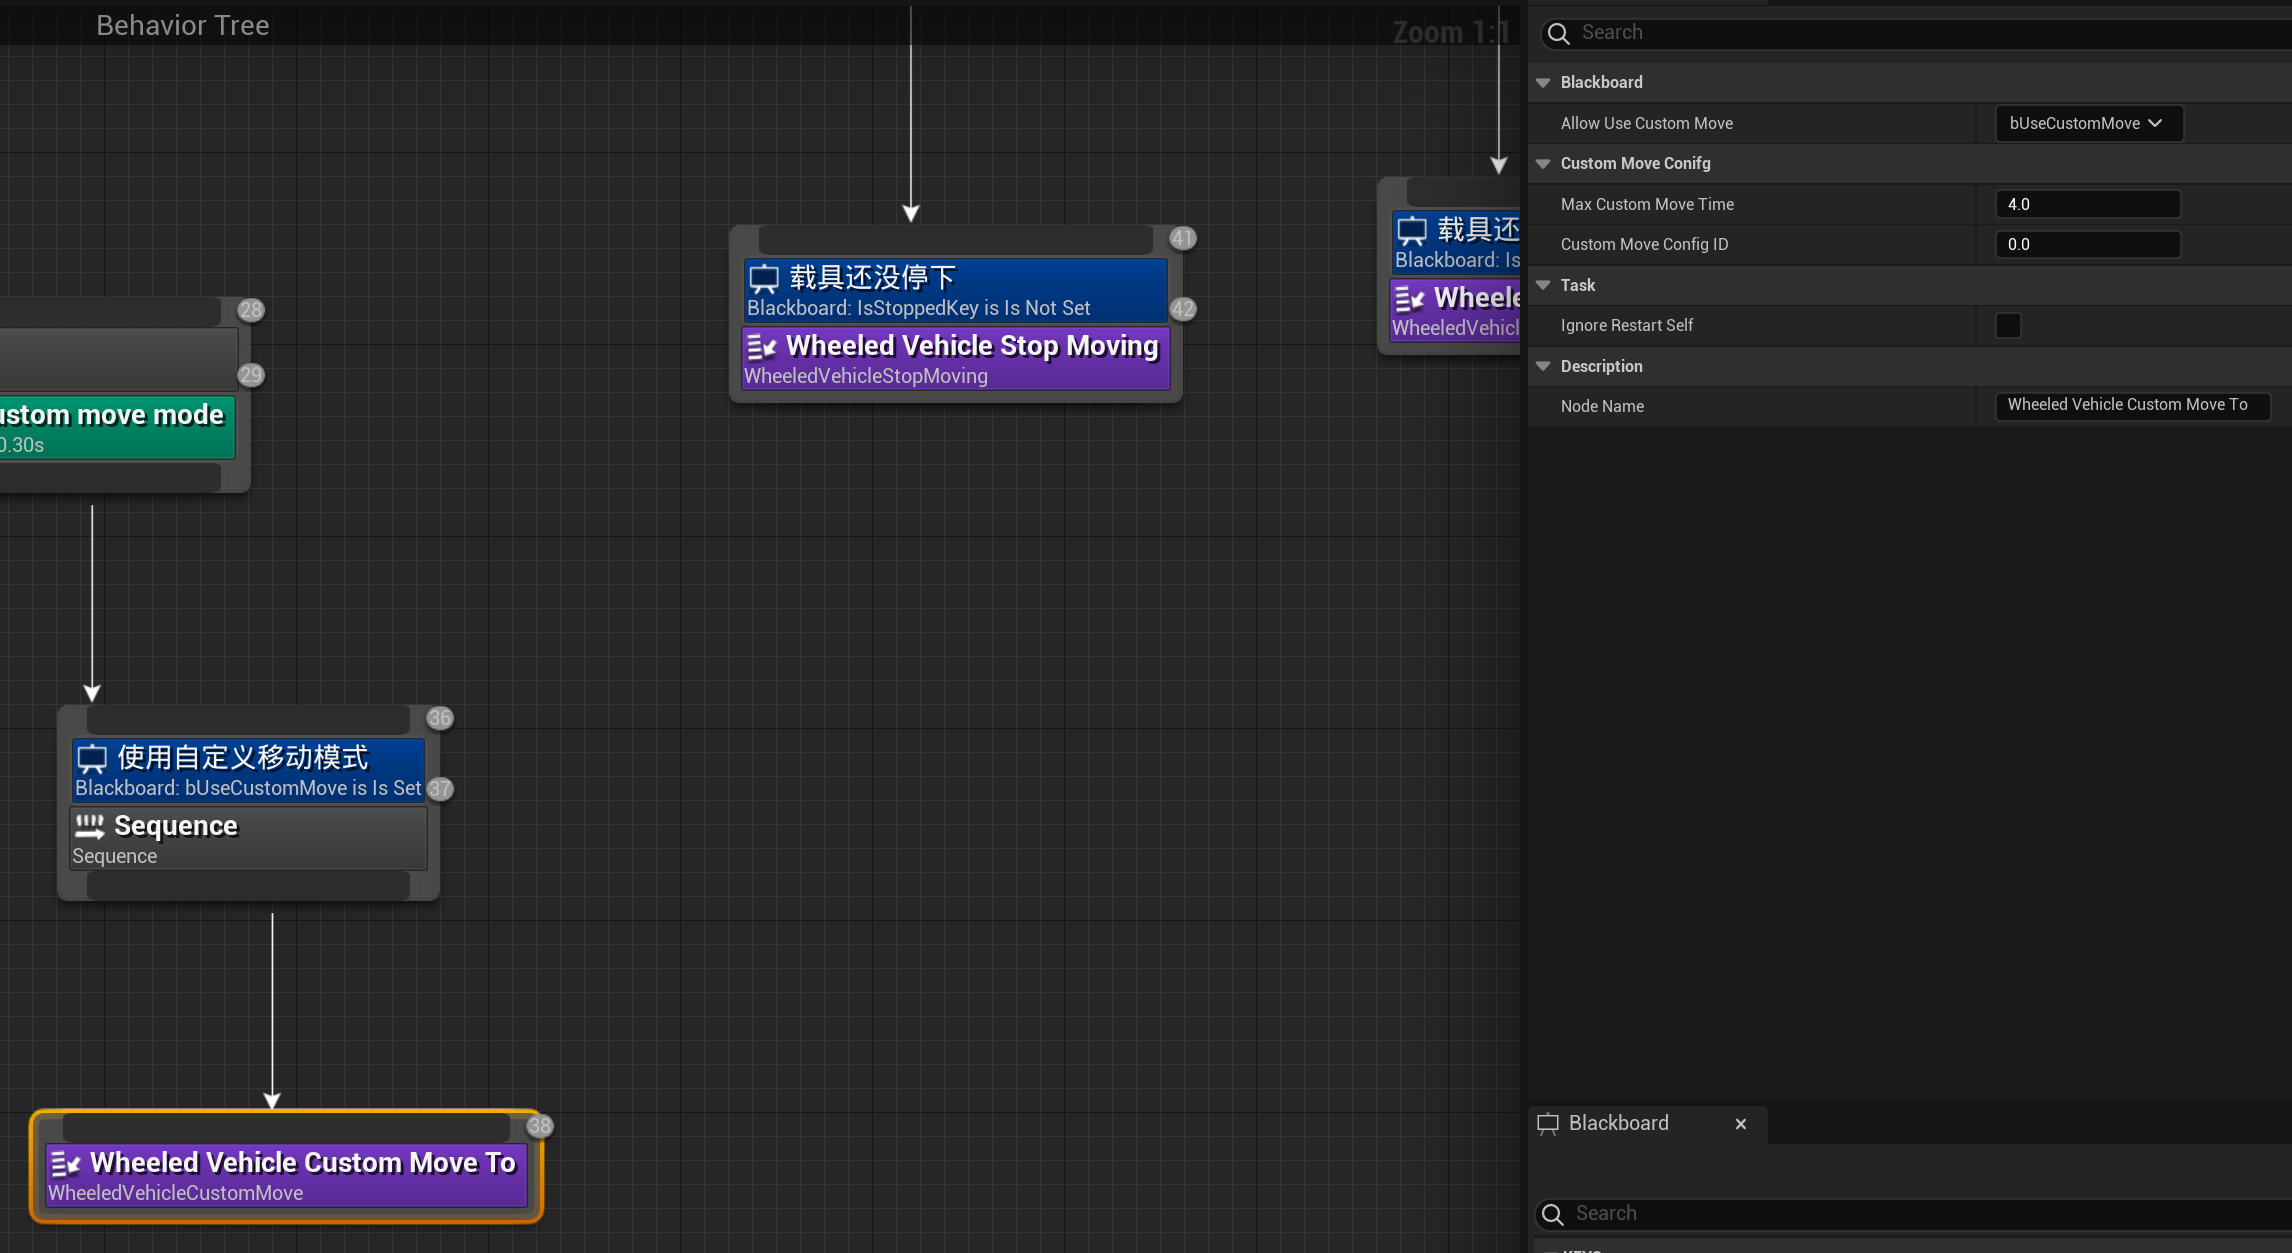 Behavior Tree
Zoom 1:1
28
29
ustom move mode
0.30s
41
载具还没停下
Blackboard: IsStoppedKey is Is Not Set
42
Wheeled Vehicle Stop Moving
WheeledVehicleStopMoving
载具还
Blackboard: Is
Wheele
WheeledVehicl
36
使用自定义移动模式
Blackboard: bUseCustomMove is Is Set
37
Sequence
Sequence
38
Wheeled Vehicle Custom Move To
WheeledVehicleCustomMove
Search
Blackboard
Allow Use Custom Move
bUseCustomMove
Custom Move Conifg
Max Custom Move Time
4.0
Custom Move Config ID
0.0
Task
Ignore Restart Self
Description
Node Name
Wheeled Vehicle Custom Move To
Blackboard
Search